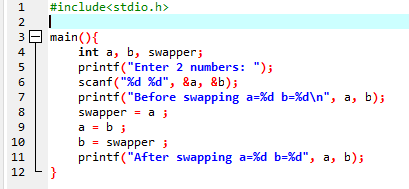 1 #include<stdio.h>
2
3 main(){
4 int a, b, swapper;
5 printf("Enter 2 numbers: ");
6 scanf("%d %d", &a, &b);
7 printf("Before swapping a=%d b=%d\n", a, b);
8 swapper = a ;
9 a = b ;
10 b = swapper ;
11 printf("After swapping a=%d b=%d", a, b);
12 }